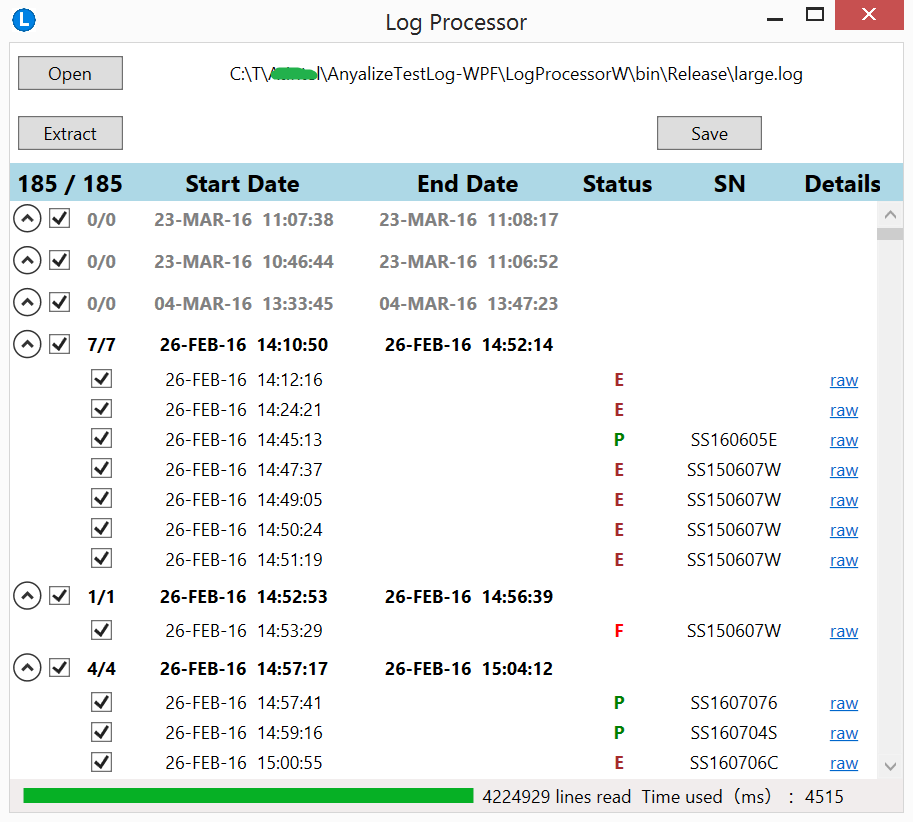 L
Log Processor
Open
C:\T\ \AnyalizeTestLog-WPF\LogProcessorW\bin\Release\large.log
Extract
Save
185 / 185 Start Date End Date Status SN Details
0/0 23-MAR-16 11:07:38 23-MAR-16 11:08:17
0/0 23-MAR-16 10:46:44 23-MAR-16 11:06:52
0/0 04-MAR-16 13:33:45 04-MAR-16 13:47:23
7/7 26-FEB-16 14:10:50 26-FEB-16 14:52:14
26-FEB-16 14:12:16 E raw
26-FEB-16 14:24:21 E raw
26-FEB-16 14:45:13 P SS160605E raw
26-FEB-16 14:47:37 E SS150607W raw
26-FEB-16 14:49:05 E SS150607W raw
26-FEB-16 14:50:24 E SS150607W raw
26-FEB-16 14:51:19 E SS150607W raw
1/1 26-FEB-16 14:52:53 26-FEB-16 14:56:39
26-FEB-16 14:53:29 F SS150607W raw
4/4 26-FEB-16 14:57:17 26-FEB-16 15:04:12
26-FEB-16 14:57:41 P SS1607076 raw
26-FEB-16 14:59:16 P SS160704S raw
26-FEB-16 15:00:55 E SS160706C raw
4224929 lines read Time used（ms） : 4515